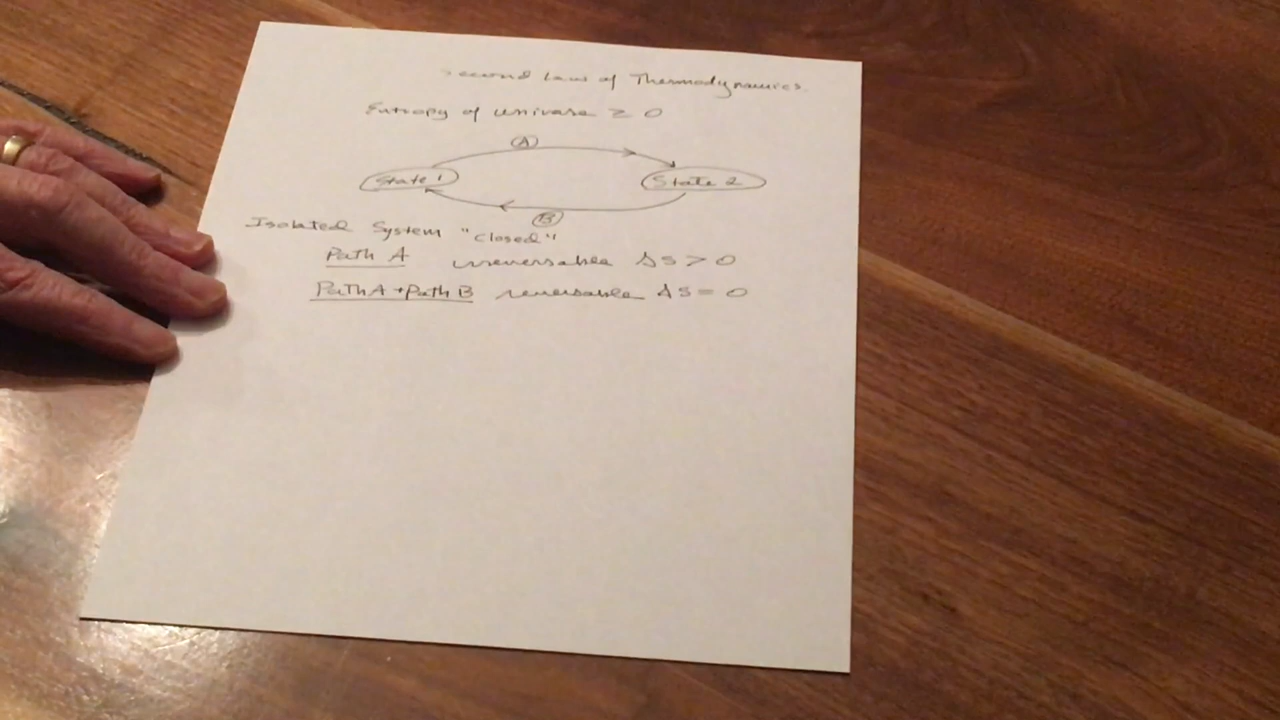 Second Law of Thermodynamics.
Entropy of universe ≥ 0
A
State 1
State 2
B
Isolated System "closed"
Path A irreversable ΔS > 0
Path A + Path B reversable ΔS = 0